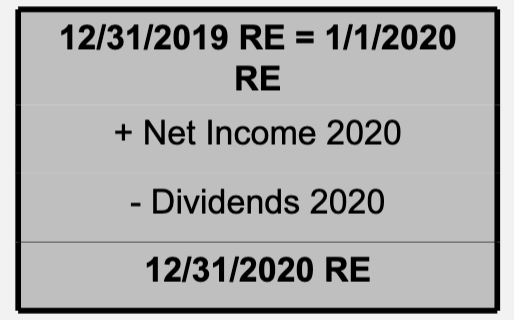 12/31/2019 RE = 1/1/2020
RE
+ Net Income 2020
- Dividends 2020
12/31/2020 RE